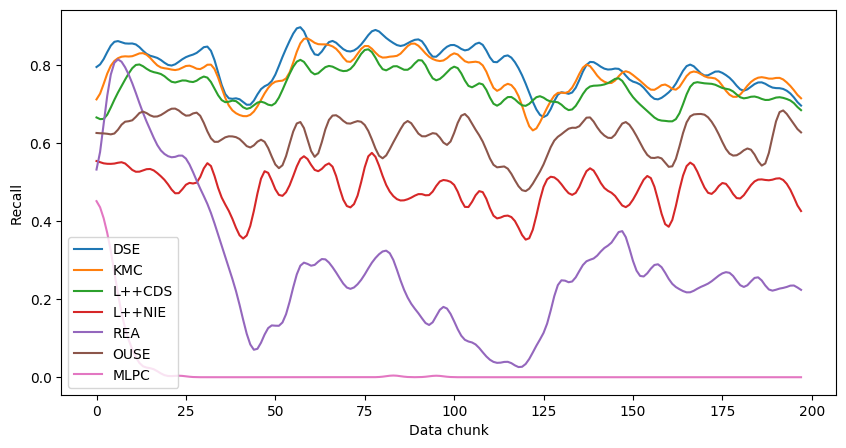 0.8
0.6
0.4
0.2
0.0
Recall
DSE
KMC
L++CDS
L++NIE
REA
OUSE
MLPC
0 25 50 75 100 125 150 175 200
Data chunk